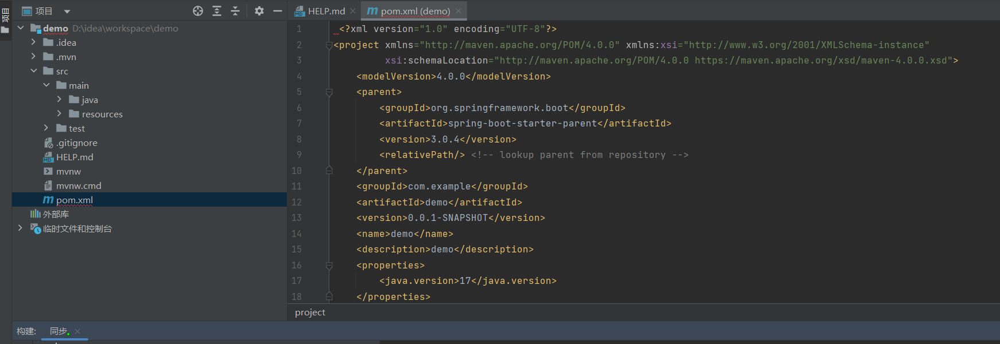 项目
项目
HELP.md
pom.xml (demo)
demo D:\idea\workspace\demo
.idea
.mvn
src
main
java
resources
test
.gitignore
HELP.md
mvnw
mvnw.cmd
pom.xml
外部库
临时文件和控制台
1 <?xml version="1.0" encoding="UTF-8"?>
2 <project xmlns="http://maven.apache.org/POM/4.0.0" xmlns:xsi="http://www.w3.org/2001/XMLSchema-instance"
3 xsi:schemaLocation="http://maven.apache.org/POM/4.0.0 https://maven.apache.org/xsd/maven-4.0.0.xsd">
4 <modelVersion>4.0.0</modelVersion>
5 <parent>
6 <groupId>org.springframework.boot</groupId>
7 <artifactId>spring-boot-starter-parent</artifactId>
8 <version>3.0.4</version>
9 <relativePath/> <!-- lookup parent from repository -->
10 </parent>
11 <groupId>com.example</groupId>
12 <artifactId>demo</artifactId>
13 <version>0.0.1-SNAPSHOT</version>
14 <name>demo</name>
15 <description>demo</description>
16 <properties>
17 <java.version>17</java.version>
18 </properties>
project
构建: 同步